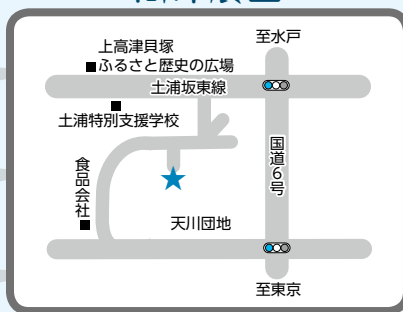 至水戸
上高津貝塚
■ふるさと歴史の広場
土浦坂東線
土浦特別支援学校
国道6号
食品会社
天川団地
至東京